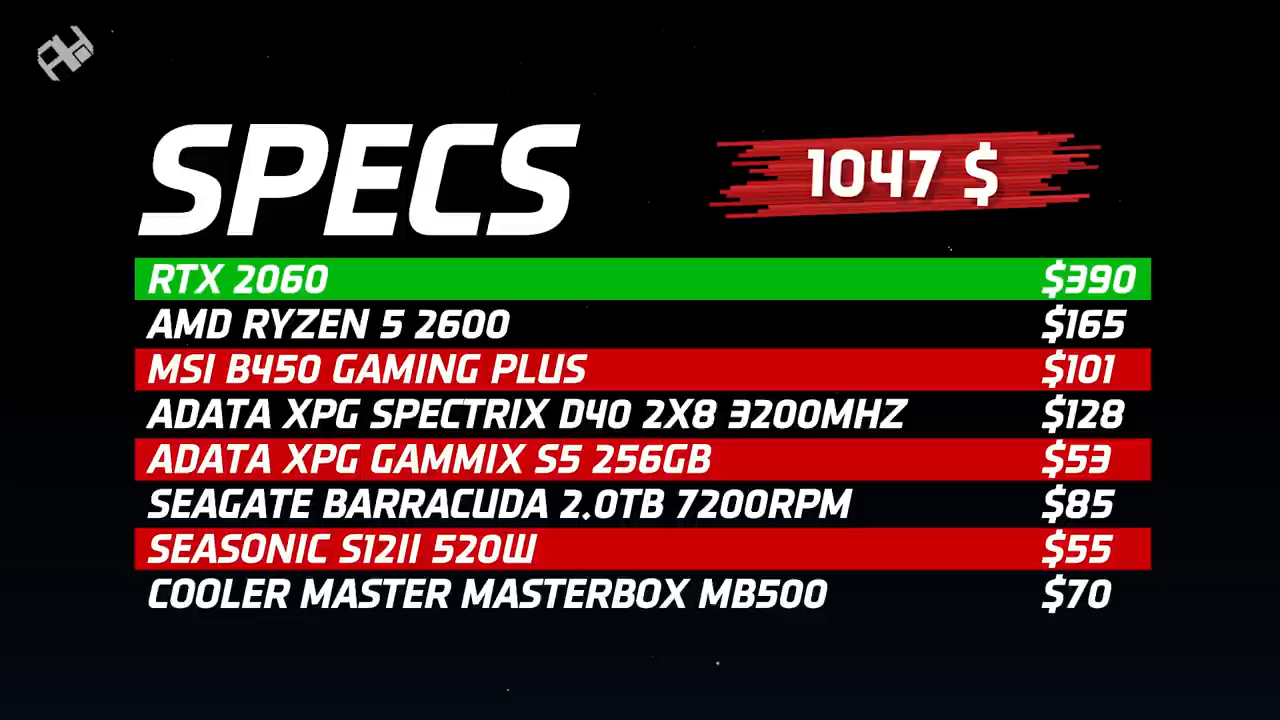 SPECS
1047 $
RTX 2060 $390
AMD RYZEN 5 2600 $165
MSI B450 GAMING PLUS $101
ADATA XPG SPECTRIX D40 2X8 3200MHZ $128
ADATA XPG GAMMIX S5 256GB $53
SEAGATE BARRACUDA 2.0TB 7200RPM $85
SEASONIC S12II 520W $55
COOLER MASTER MASTERBOX MB500 $70